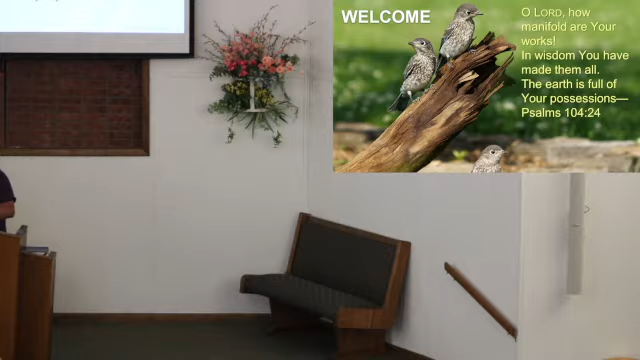 WELCOME
O LORD, how
manifold are Your
works!
In wisdom You have
made them all.
The earth is full of
Your possessions—
Psalms 104:24